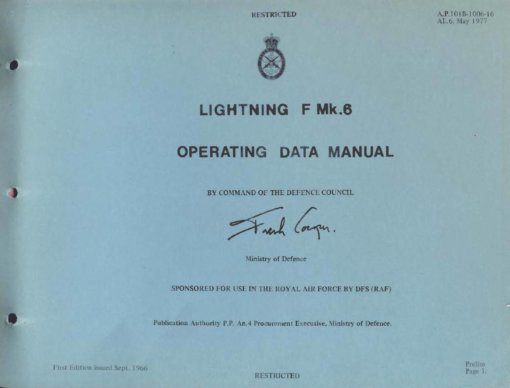 RESTRICTED
A.P.101B-1006-16
AL.6, May 1977
LIGHTNING F Mk.6
OPERATING DATA MANUAL
BY COMMAND OF THE DEFENCE COUNCIL
Frank Cooper.
Ministry of Defence
SPONSORED FOR USE IN THE ROYAL AIR FORCE BY DFS (RAF)
Publication Authority P.P. An.4 Procurement Executive, Ministry of Defence.
First Edition issued Sept. 1966
Prelim
Page 1.
RESTRICTED